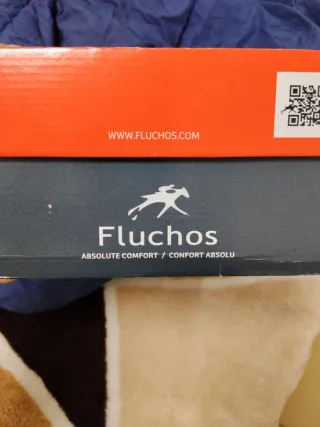 WWW.FLUCHOS.COM
Fluchos
ABSOLUTE COMFORT / CONFORT ABSOLU